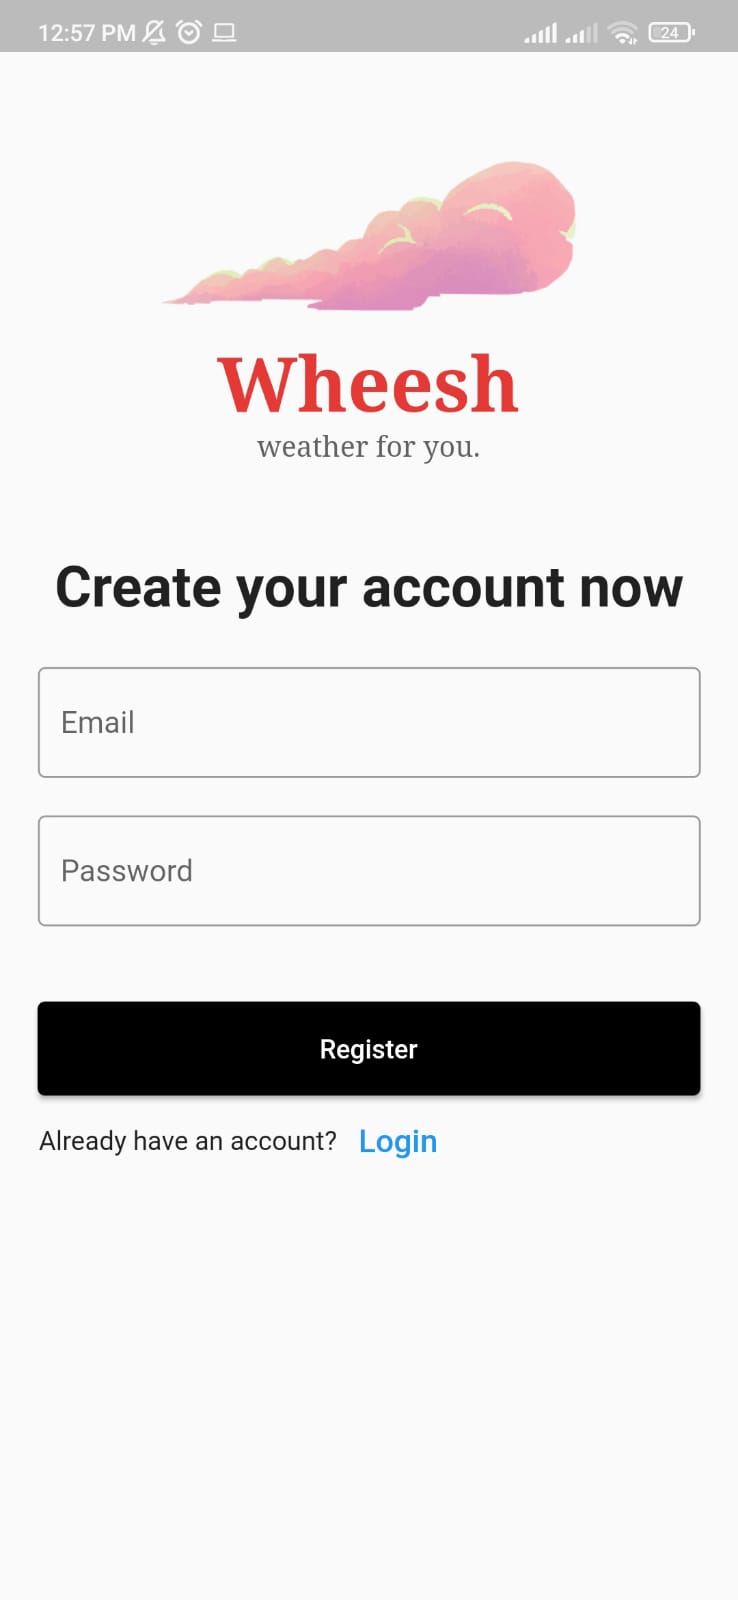 12:57 PM
24
Wheesh
weather for you.
Create your account now
Email
Password
Register
Already have an account? Login